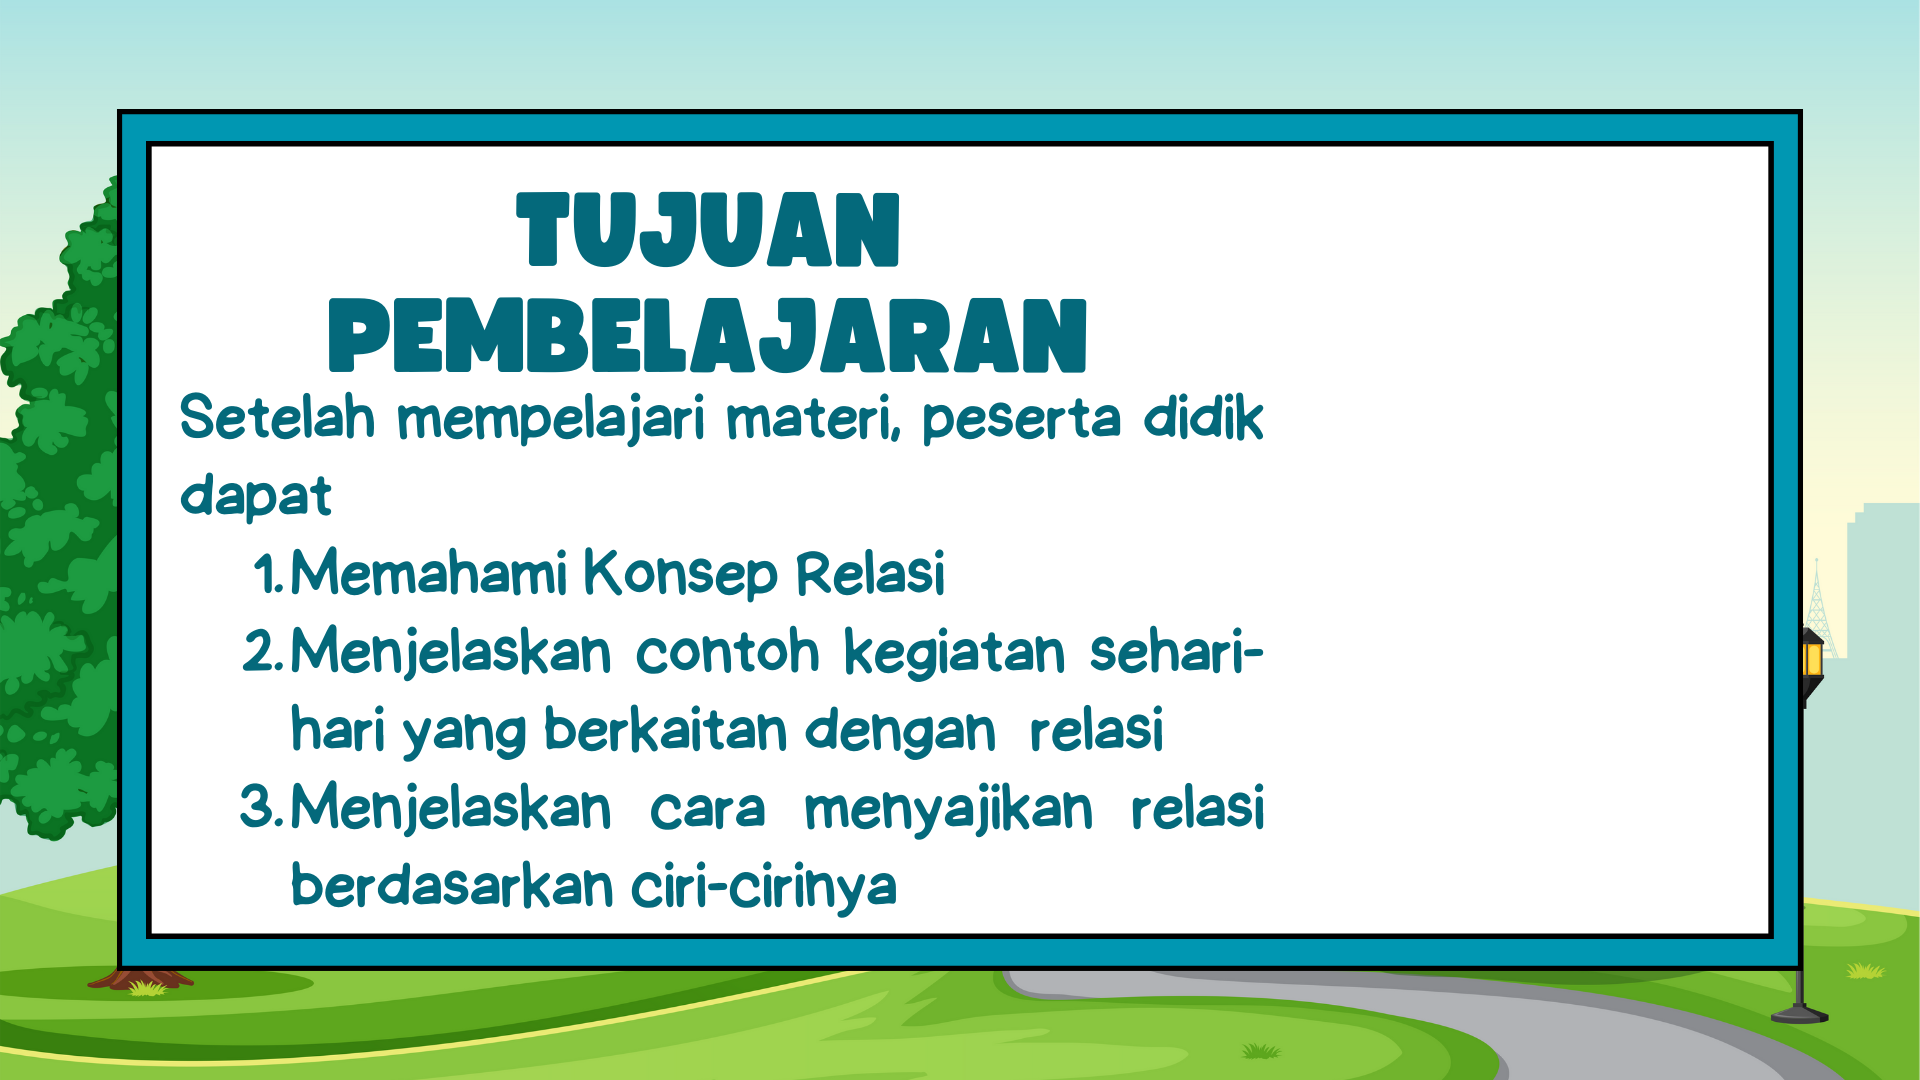 TUJUAN
PEMBELAJARAN
Setelah mempelajari materi, peserta didik
dapat
1. Memahami Konsep Relasi
2. Menjelaskan contoh kegiatan sehari-
hari yang berkaitan dengan relasi
3. Menjelaskan cara menyajikan relasi
berdasarkan ciri-cirinya